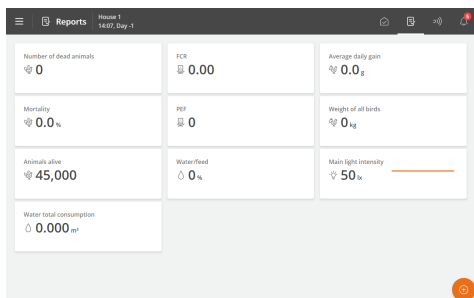 Reports
House 1
14:07, Day -1
5
Number of dead animals
0
FCR
0.00
Average daily gain
0.0 g
Mortality
0.0 %
PEF
0
Weight of all birds
0 kg
Animals alive
45,000
Water/feed
0 %
Main light intensity
50 lx
Water total consumption
0.000 m³